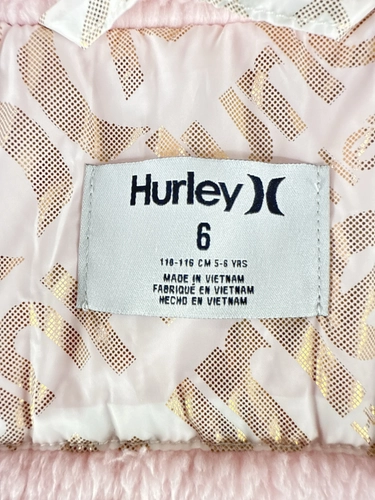 Hurley
6
110-116 CM 5-6 YRS
MADE IN VIETNAM
FABRIQUÉ EN VIETNAM
HECHO EN VIETNAM